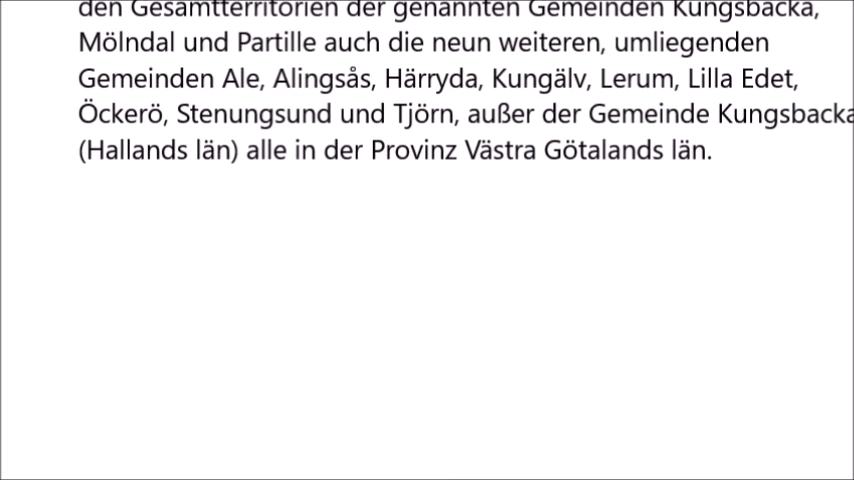 den Gesamtterritorien der genannten Gemeinden Kungsbacka,
Mölndal und Partille auch die neun weiteren, umliegenden
Gemeinden Ale, Alingsås, Härryda, Kungälv, Lerum, Lilla Edet,
Öckerö, Stenungsund und Tjörn, außer der Gemeinde Kungsbacka
(Hallands län) alle in der Provinz Västra Götalands län.